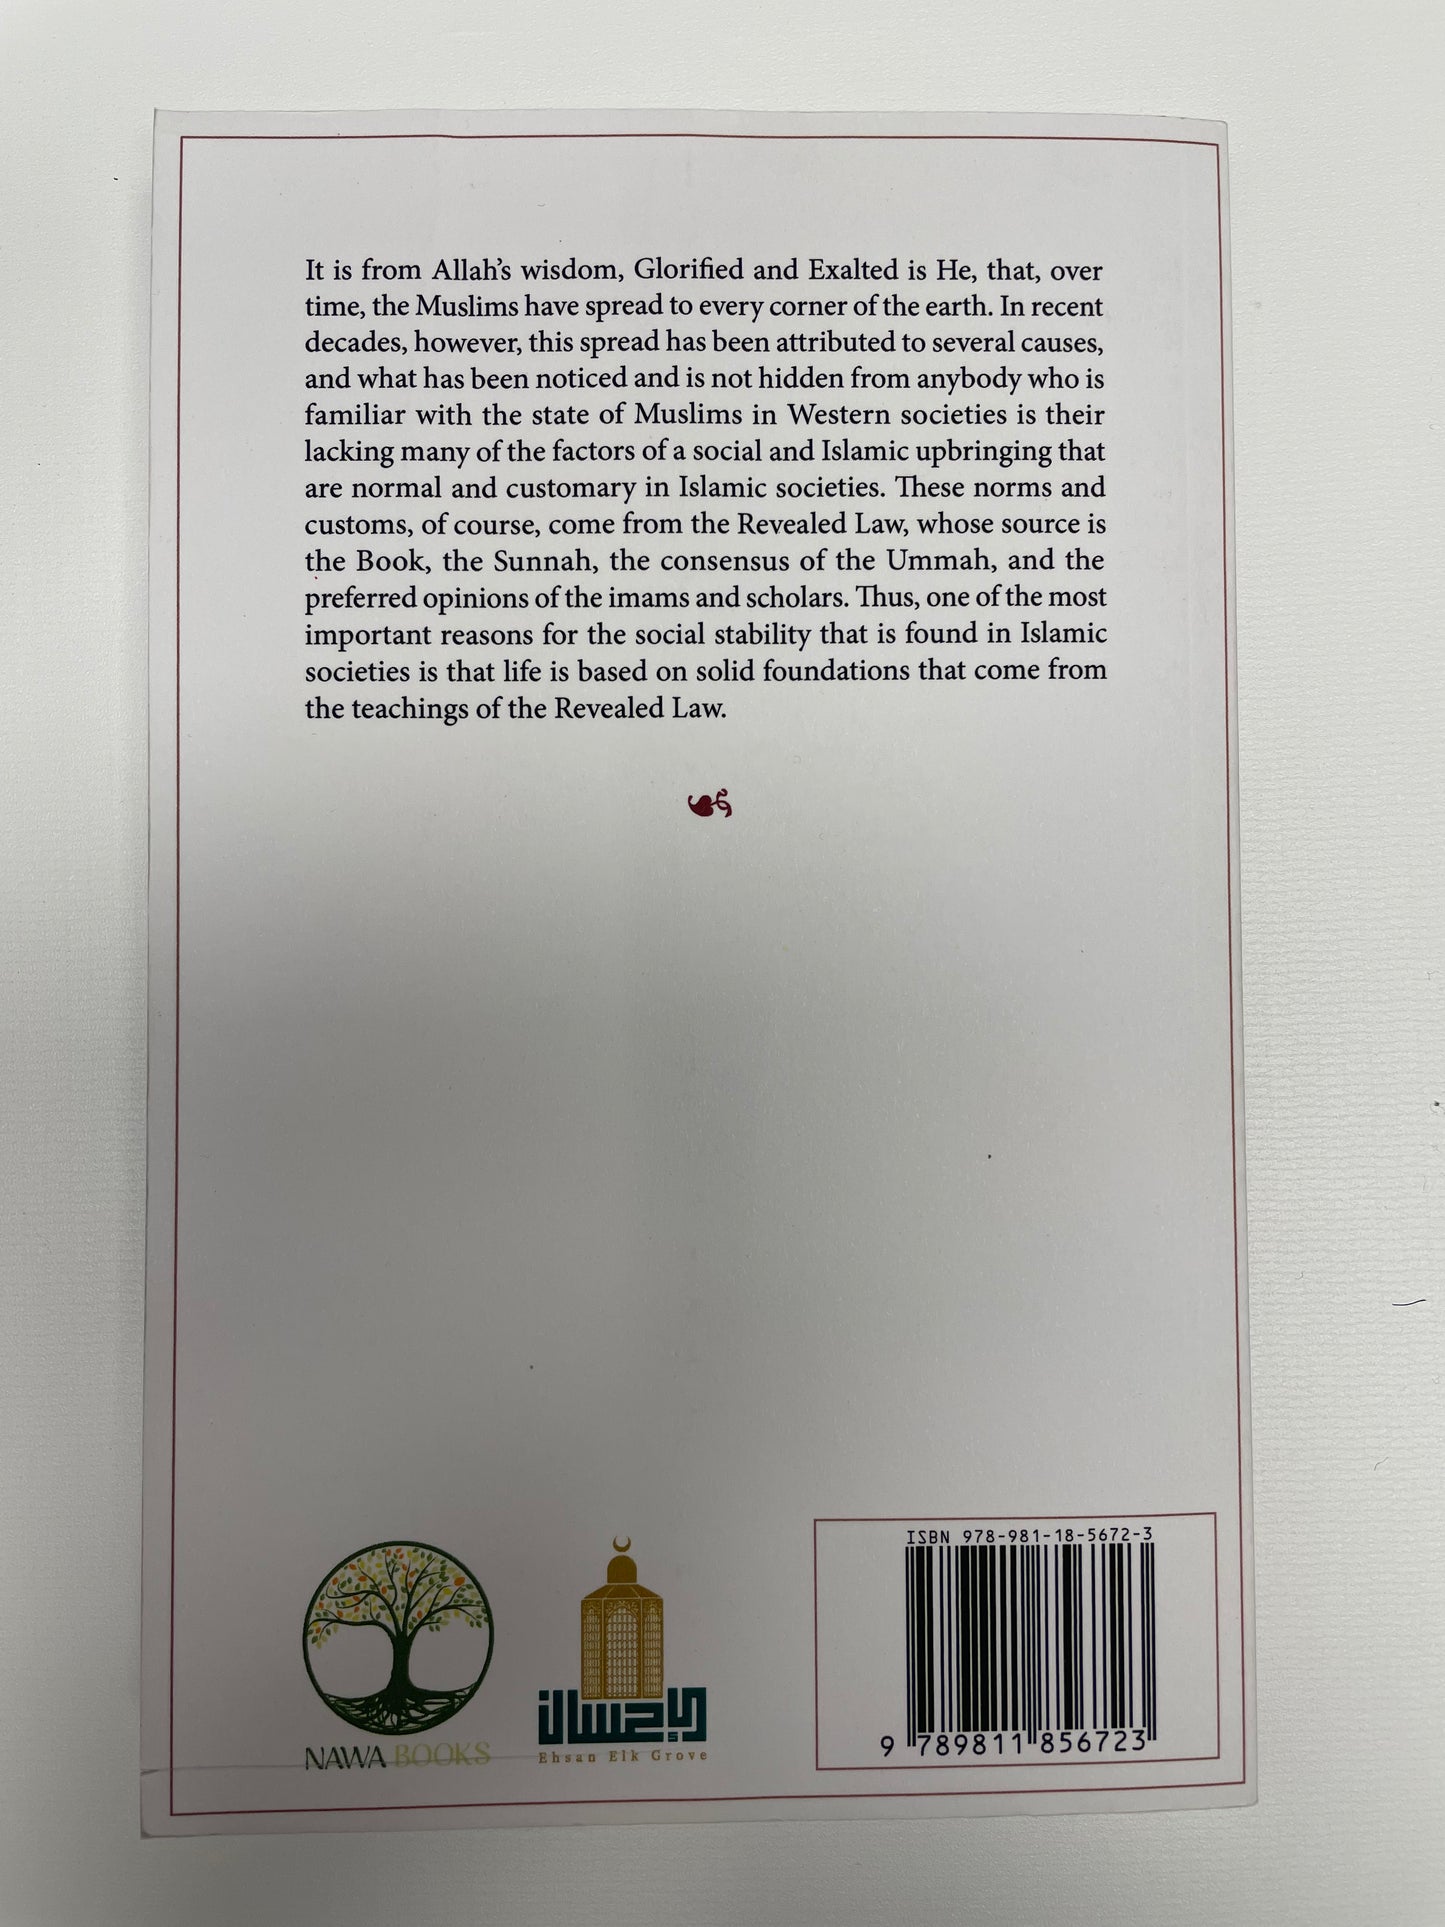 It is from Allah's wisdom, Glorified and Exalted is He, that, over
time, the Muslims have spread to every corner of the earth. In recent
decades, however, this spread has been attributed to several causes,
and what has been noticed and is not hidden from anybody who is
familiar with the state of Muslims in Western societies is their
lacking many of the factors of a social and Islamic upbringing that
are normal and customary in Islamic societies. These norms and
customs, of course, come from the Revealed Law, whose source is
the Book, the Sunnah, the consensus of the Ummah, and the
preferred opinions of the imams and scholars. Thus, one of the most
important reasons for the social stability that is found in Islamic
societies is that life is based on solid foundations that come from
the teachings of the Revealed Law.
NAWA BOOKS
Ehsan Elk Grove
ISBN 978-981-18-5672-3
9 789811 856723